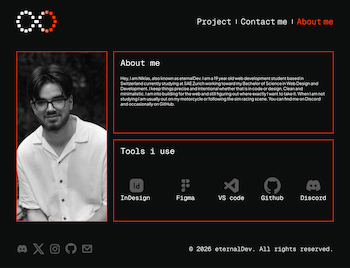 Project | Contact me | About me
About me
Hey, I am Niklas, also known as eternalDev. I am a 19 year old web development student based in
Switzerland currently studying at SAE Zurich working toward my Bachelor of Science in Web Design and
Development. I keep things precise and intentional whether that is in code or design. Clean and
minimalistic. I am into building for the web and still figuring out where exactly I want to take it. When I am not
studying I am usually out on my motorcycle or following the sim racing scene. You can find me on Discord
and occasionally on GitHub.
Tools i use
Id
InDesign
Figma
VS code
Github
Discord
© 2026 eternalDev. All rights reserved.